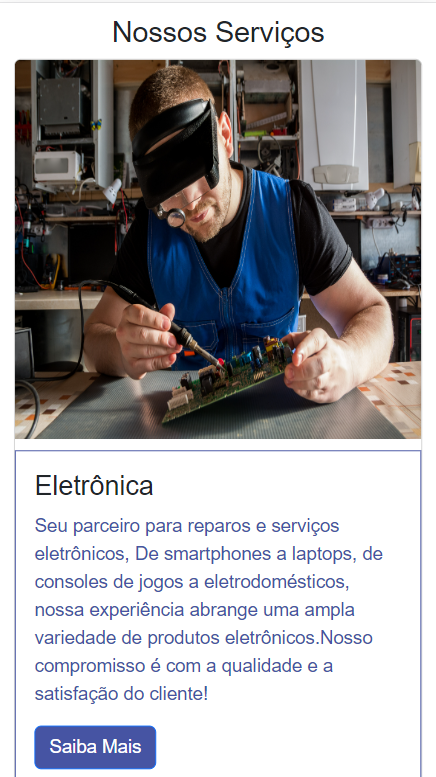 Nossos Serviços
Eletrônica
Seu parceiro para reparos e serviços
eletrônicos, De smartphones a laptops, de
consoles de jogos a eletrodomésticos,
nossa experiência abrange uma ampla
variedade de produtos eletrônicos.Nosso
compromisso é com a qualidade e a
satisfação do cliente!
Saiba Mais